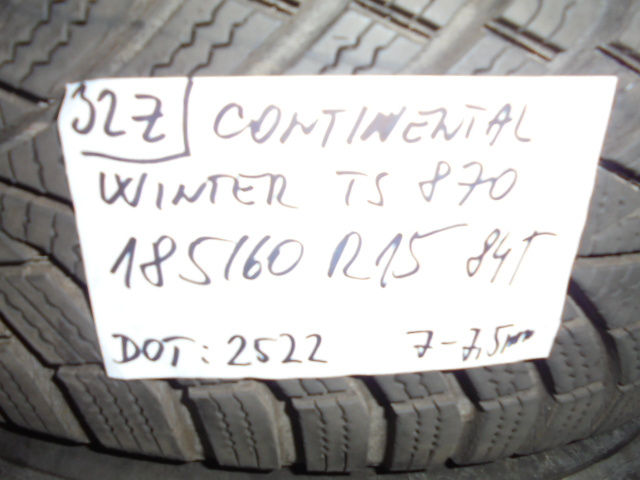 32Z CONTINENTAL
WINTER TS 870
185/60 R15 84T
DOT: 2522 7-7,5mm